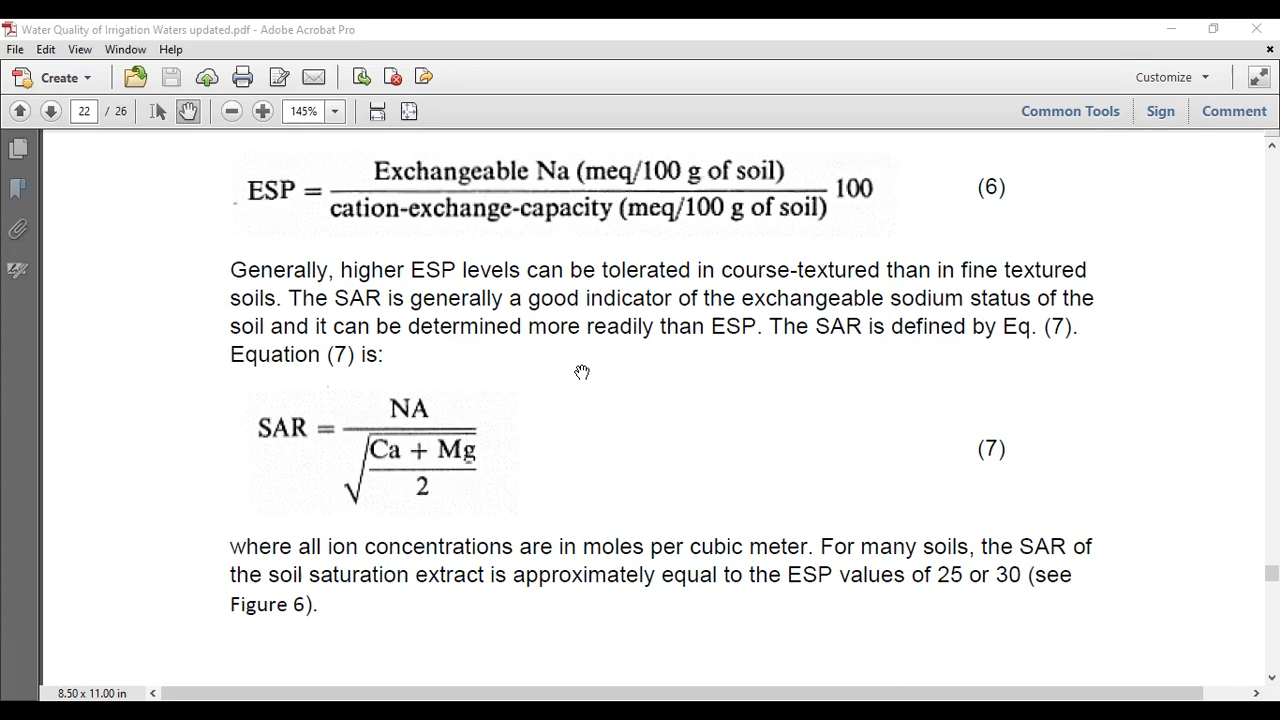 Water Quality of Irrigation Waters updated.pdf - Adobe Acrobat Pro
File Edit View Window Help
Create Customize
22 / 26 145% Common Tools Sign Comment
ESP = Exchangeable Na (meq/100 g of soil) / cation-exchange-capacity (meq/100 g of soil) 100 (6)
Generally, higher ESP levels can be tolerated in course-textured than in fine textured
soils. The SAR is generally a good indicator of the exchangeable sodium status of the
soil and it can be determined more readily than ESP. The SAR is defined by Eq. (7).
Equation (7) is:
SAR = NA / √((Ca + Mg) / 2) (7)
where all ion concentrations are in moles per cubic meter. For many soils, the SAR of
the soil saturation extract is approximately equal to the ESP values of 25 or 30 (see
Figure 6).
8.50 x 11.00 in